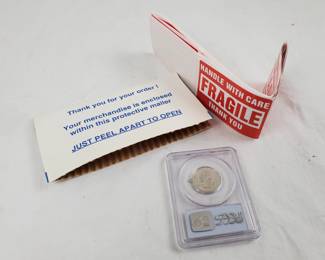 Thank you for your order !
Your merchandise is enclosed
within this protective mailer
JUST PEEL APART TO OPEN
HANDLE WITH CARE
FRAGILE
THANK YOU